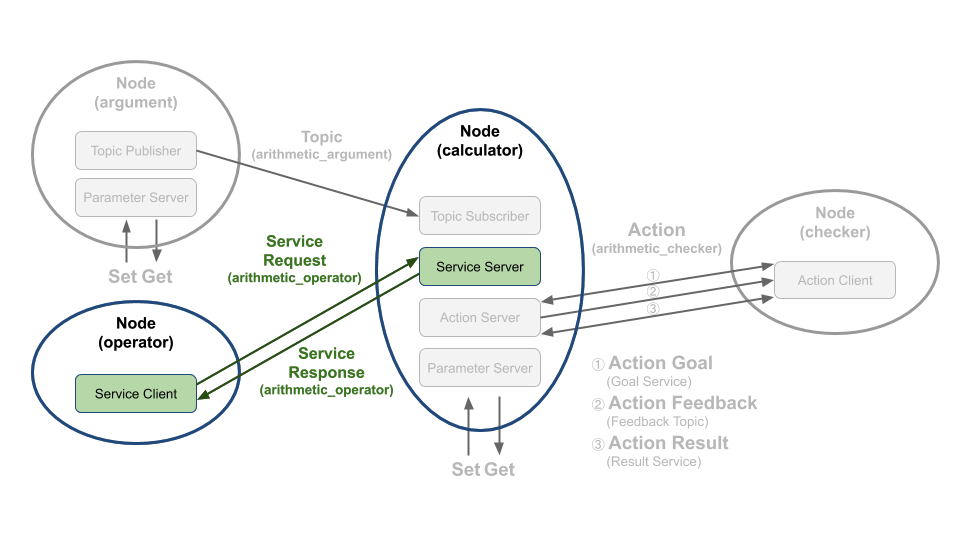 Node
(argument)
Topic Publisher
Parameter Server
Set Get
Topic
(arithmetic_argument)
Node
(calculator)
Topic Subscriber
Service Server
Action Server
Parameter Server
Set Get
Service
Request
(arithmetic_operator)
Service
Response
(arithmetic_operator)
Node
(operator)
Service Client
Action
(arithmetic_checker)
①
②
③
Node
(checker)
Action Client
① Action Goal
(Goal Service)
② Action Feedback
(Feedback Topic)
③ Action Result
(Result Service)